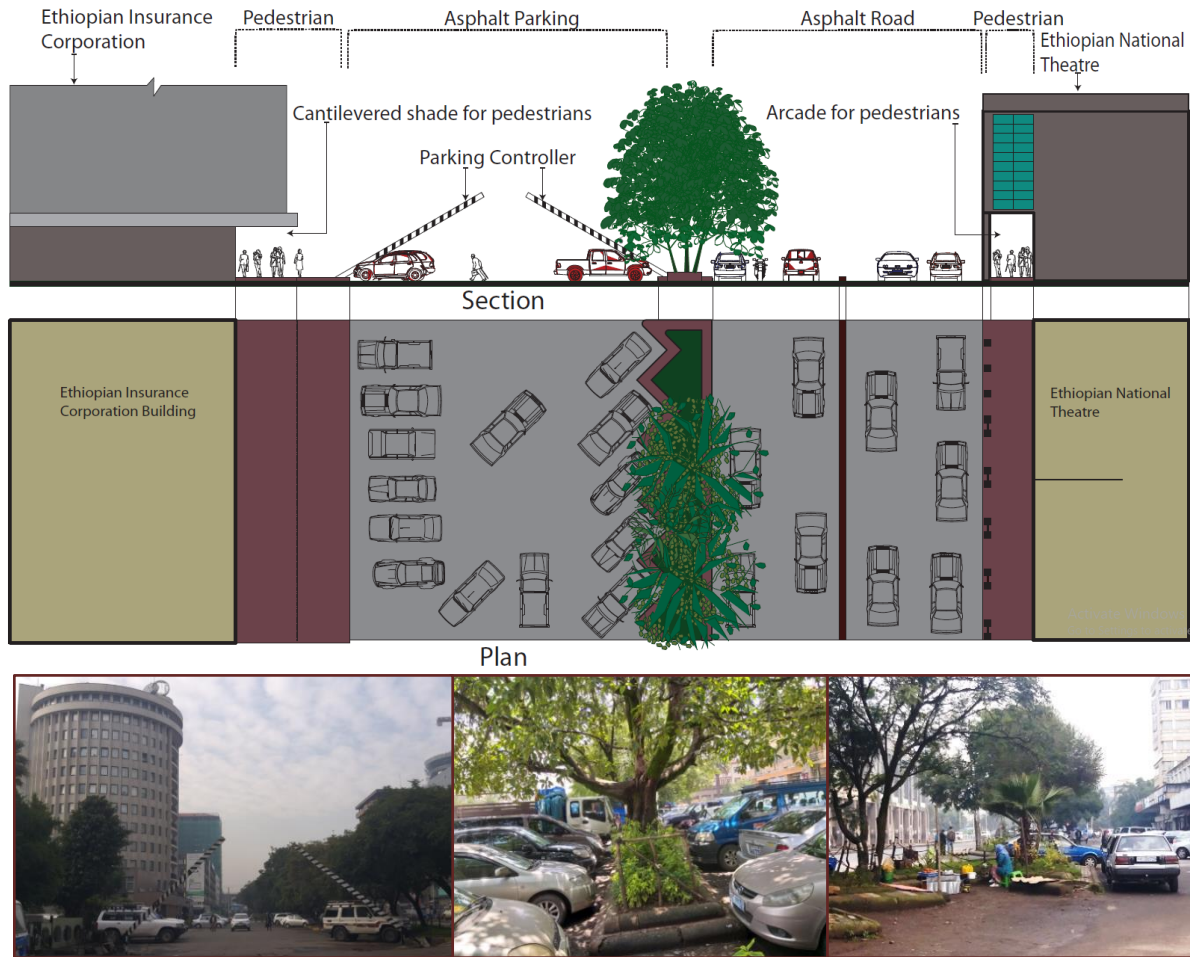 Ethiopian Insurance
Corporation
Pedestrian
Asphalt Parking
Asphalt Road
Pedestrian
Ethiopian National
Theatre
Cantilevered shade for pedestrians
Arcade for pedestrians
Parking Controller
Section
Ethiopian Insurance
Corporation Building
Ethiopian National
Theatre
Plan